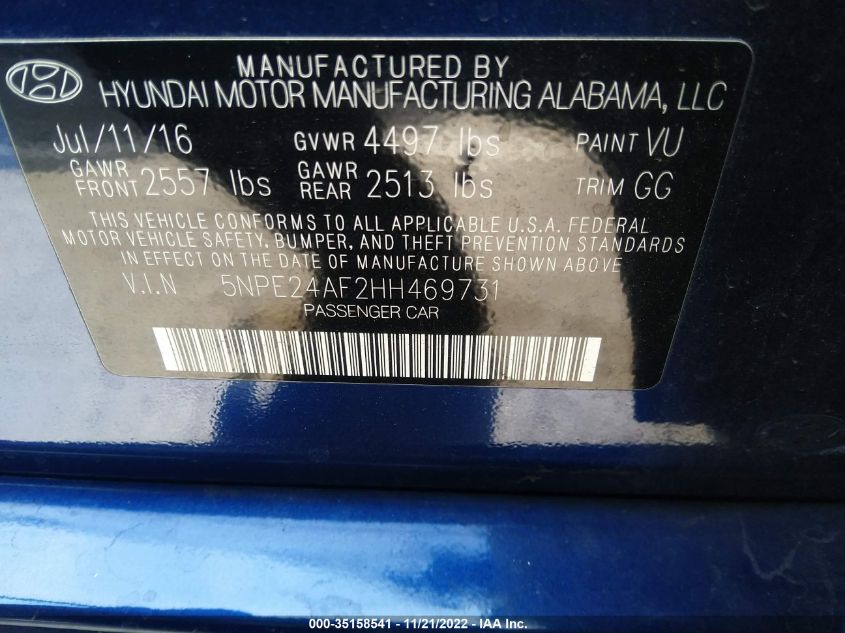 MANUFACTURED BY
HYUNDAI MOTOR MANUFACTURING ALABAMA, LLC
Jul/11/16 GVWR 4497 lbs PAINT VU
GAWR FRONT 2557 lbs GAWR REAR 2513 lbs TRIM GG
THIS VEHICLE CONFORMS TO ALL APPLICABLE U.S.A. FEDERAL
MOTOR VEHICLE SAFETY, BUMPER, AND THEFT PREVENTION STANDARDS
IN EFFECT ON THE DATE OF MANUFACTURE SHOWN ABOVE.
V.I.N 5NPE24AF2HH469731
PASSENGER CAR
000-35158541 - 11/21/2022 - IAA Inc.